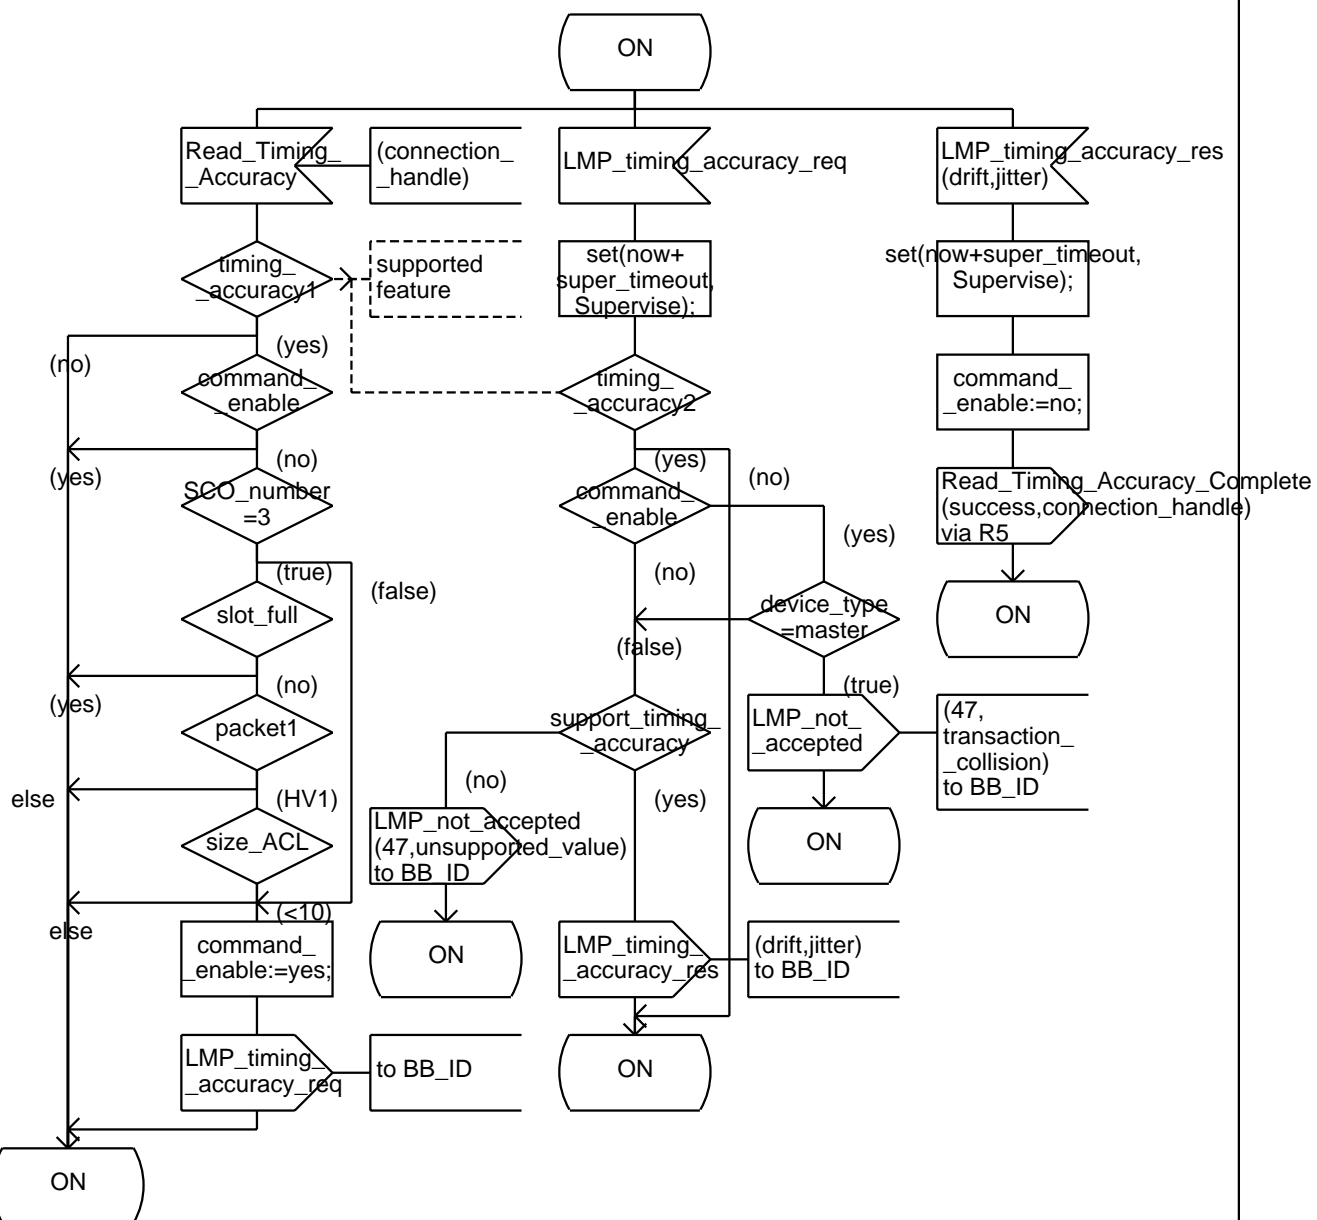 ON
Read_Timing_
_Accuracy
(connection_
_handle)
LMP_timing_accuracy_req
LMP_timing_accuracy_res
(drift,jitter)
timing_
_accuracy1
supported
feature
set(now+
super_timeout,
Supervise);
set(now+super_timeout,
Supervise);
(no)
(yes)
command_
_enable
timing_
_accuracy2
command_
_enable:=no;
(yes)
(no)
SCO_number
=3
(yes)
(no)
command_
_enable
Read_Timing_Accuracy_Complete
(success,connection_handle)
via R5
(true)
(false)
(no)
(yes)
slot_full
device_type
=master
ON
(false)
(yes)
(no)
(true)
packet1
support_timing_
_accuracy
LMP_not_
_accepted
(47,
transaction_
_collision)
to BB_ID
else
(HV1)
(no)
(yes)
size_ACL
LMP_not_accepted
(47,unsupported_value)
to BB_ID
ON
else
(<10)
command_
_enable:=yes;
ON
LMP_timing_
_accuracy_res
(drift,jitter)
to BB_ID
LMP_timing_
_accuracy_req
to BB_ID
ON
ON